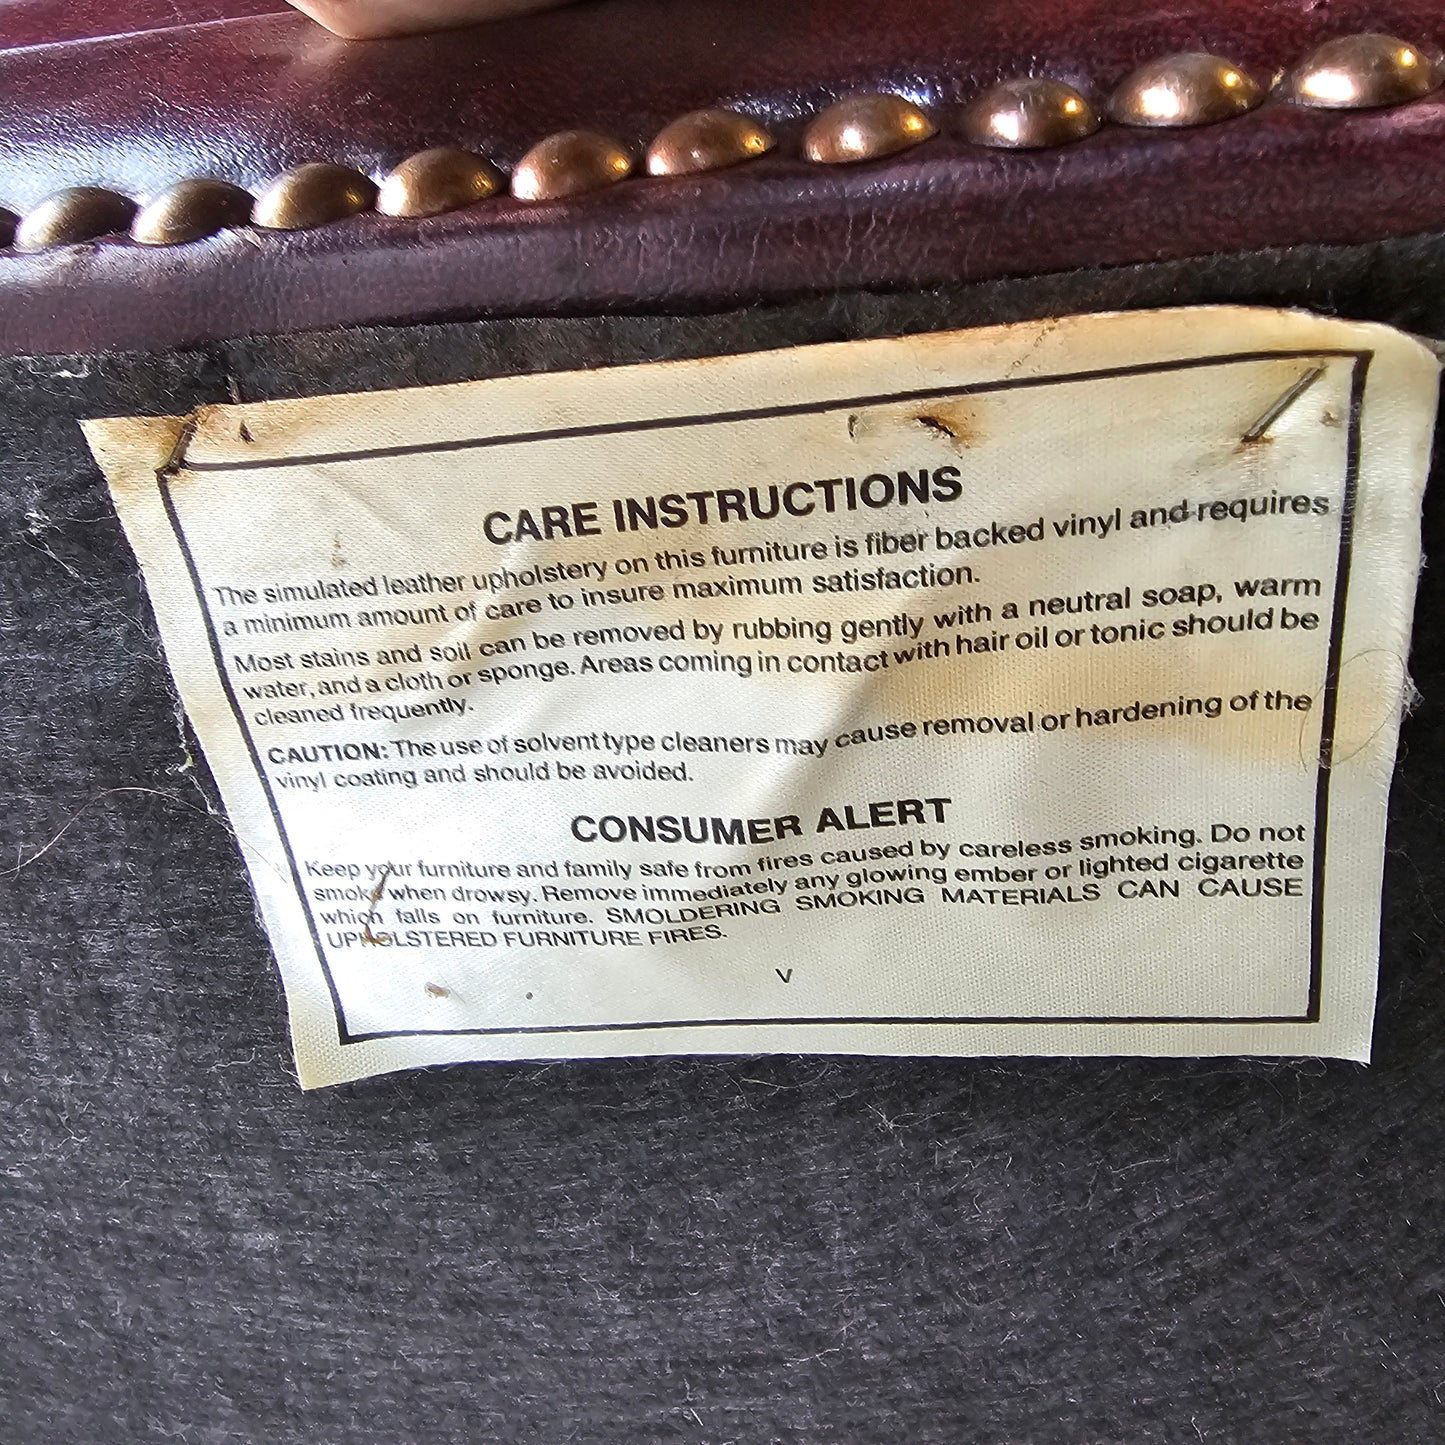 CARE INSTRUCTIONS
The simulated leather upholstery on this furniture is fiber backed vinyl and requires
a minimum amount of care to insure maximum satisfaction.
Most stains and soil can be removed by rubbing gently with a neutral soap, warm
water, and a cloth or sponge. Areas coming in contact with hair oil or tonic should be
cleaned frequently.
CAUTION: The use of solvent type cleaners may cause removal or hardening of the
vinyl coating and should be avoided.
CONSUMER ALERT
Keep your furniture and family safe from fires caused by careless smoking. Do not
smoke when drowsy. Remove immediately any glowing ember or lighted cigarette
which falls on furniture. SMOLDERING SMOKING MATERIALS CAN CAUSE
UPHOLSTERED FURNITURE FIRES.
V